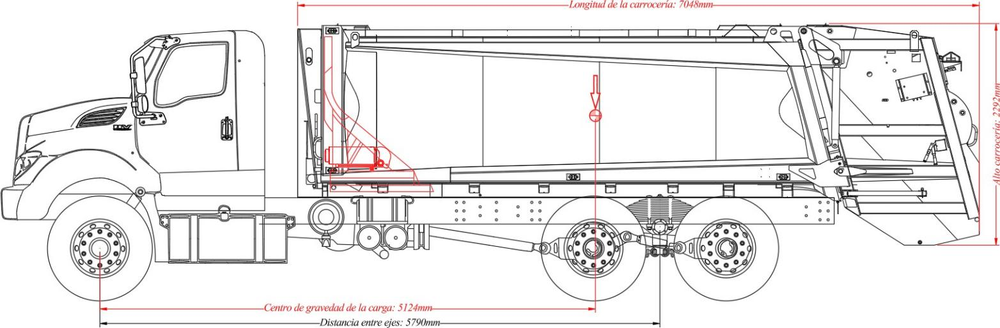 Longitud de la carrocería: 7048mm
Alto carrocería: 2292mm
HV
Centro de gravedad de la carga: 5124mm
Distancia entre ejes: 5790mm